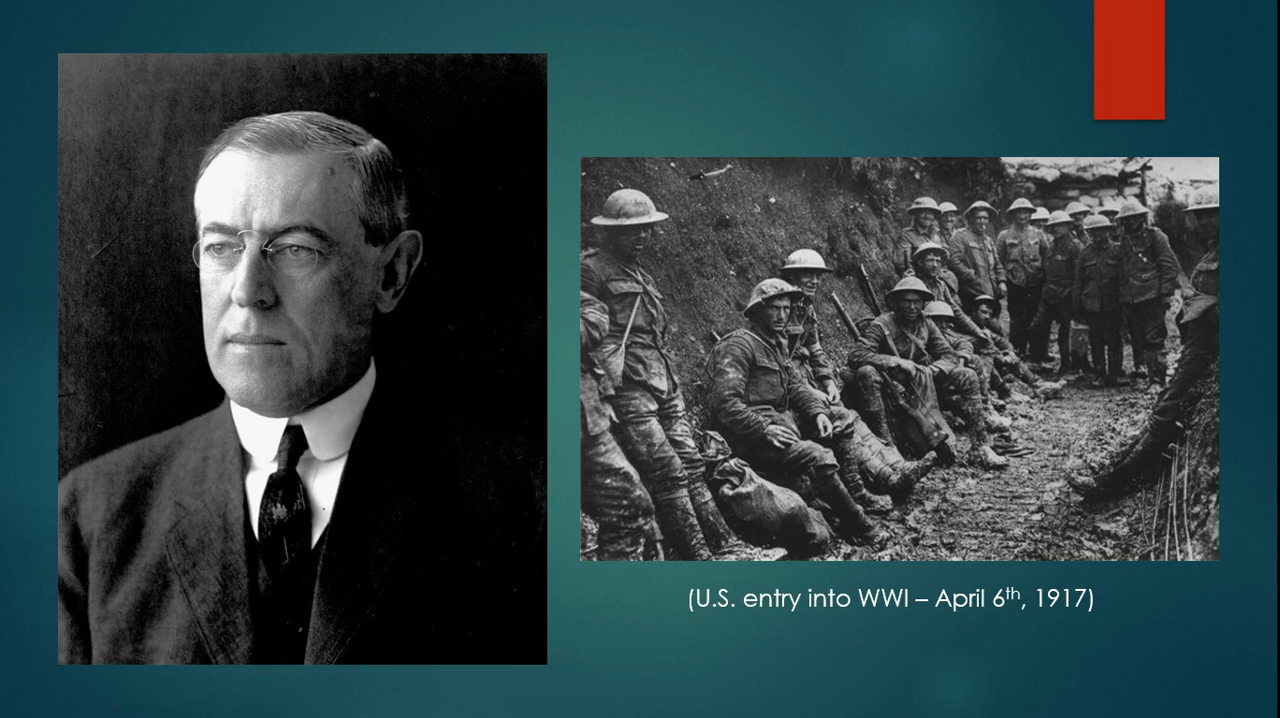 (U.S. entry into WWI – April 6th, 1917)